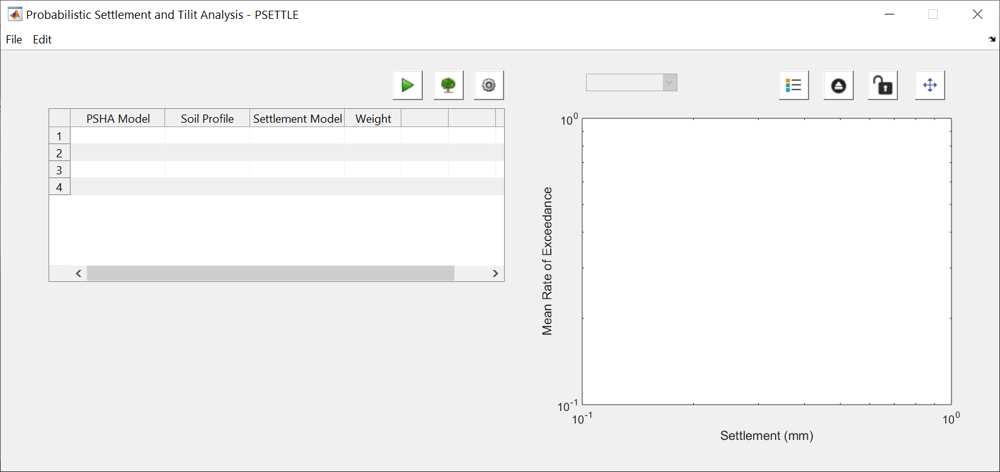 Probabilistic Settlement and Tilit Analysis - PSETTLE
File Edit
PSHA Model Soil Profile Settlement Model Weight
1
2
3
4
10^0
Mean Rate of Exceedance
10^-1
10^-1 10^0
Settlement (mm)